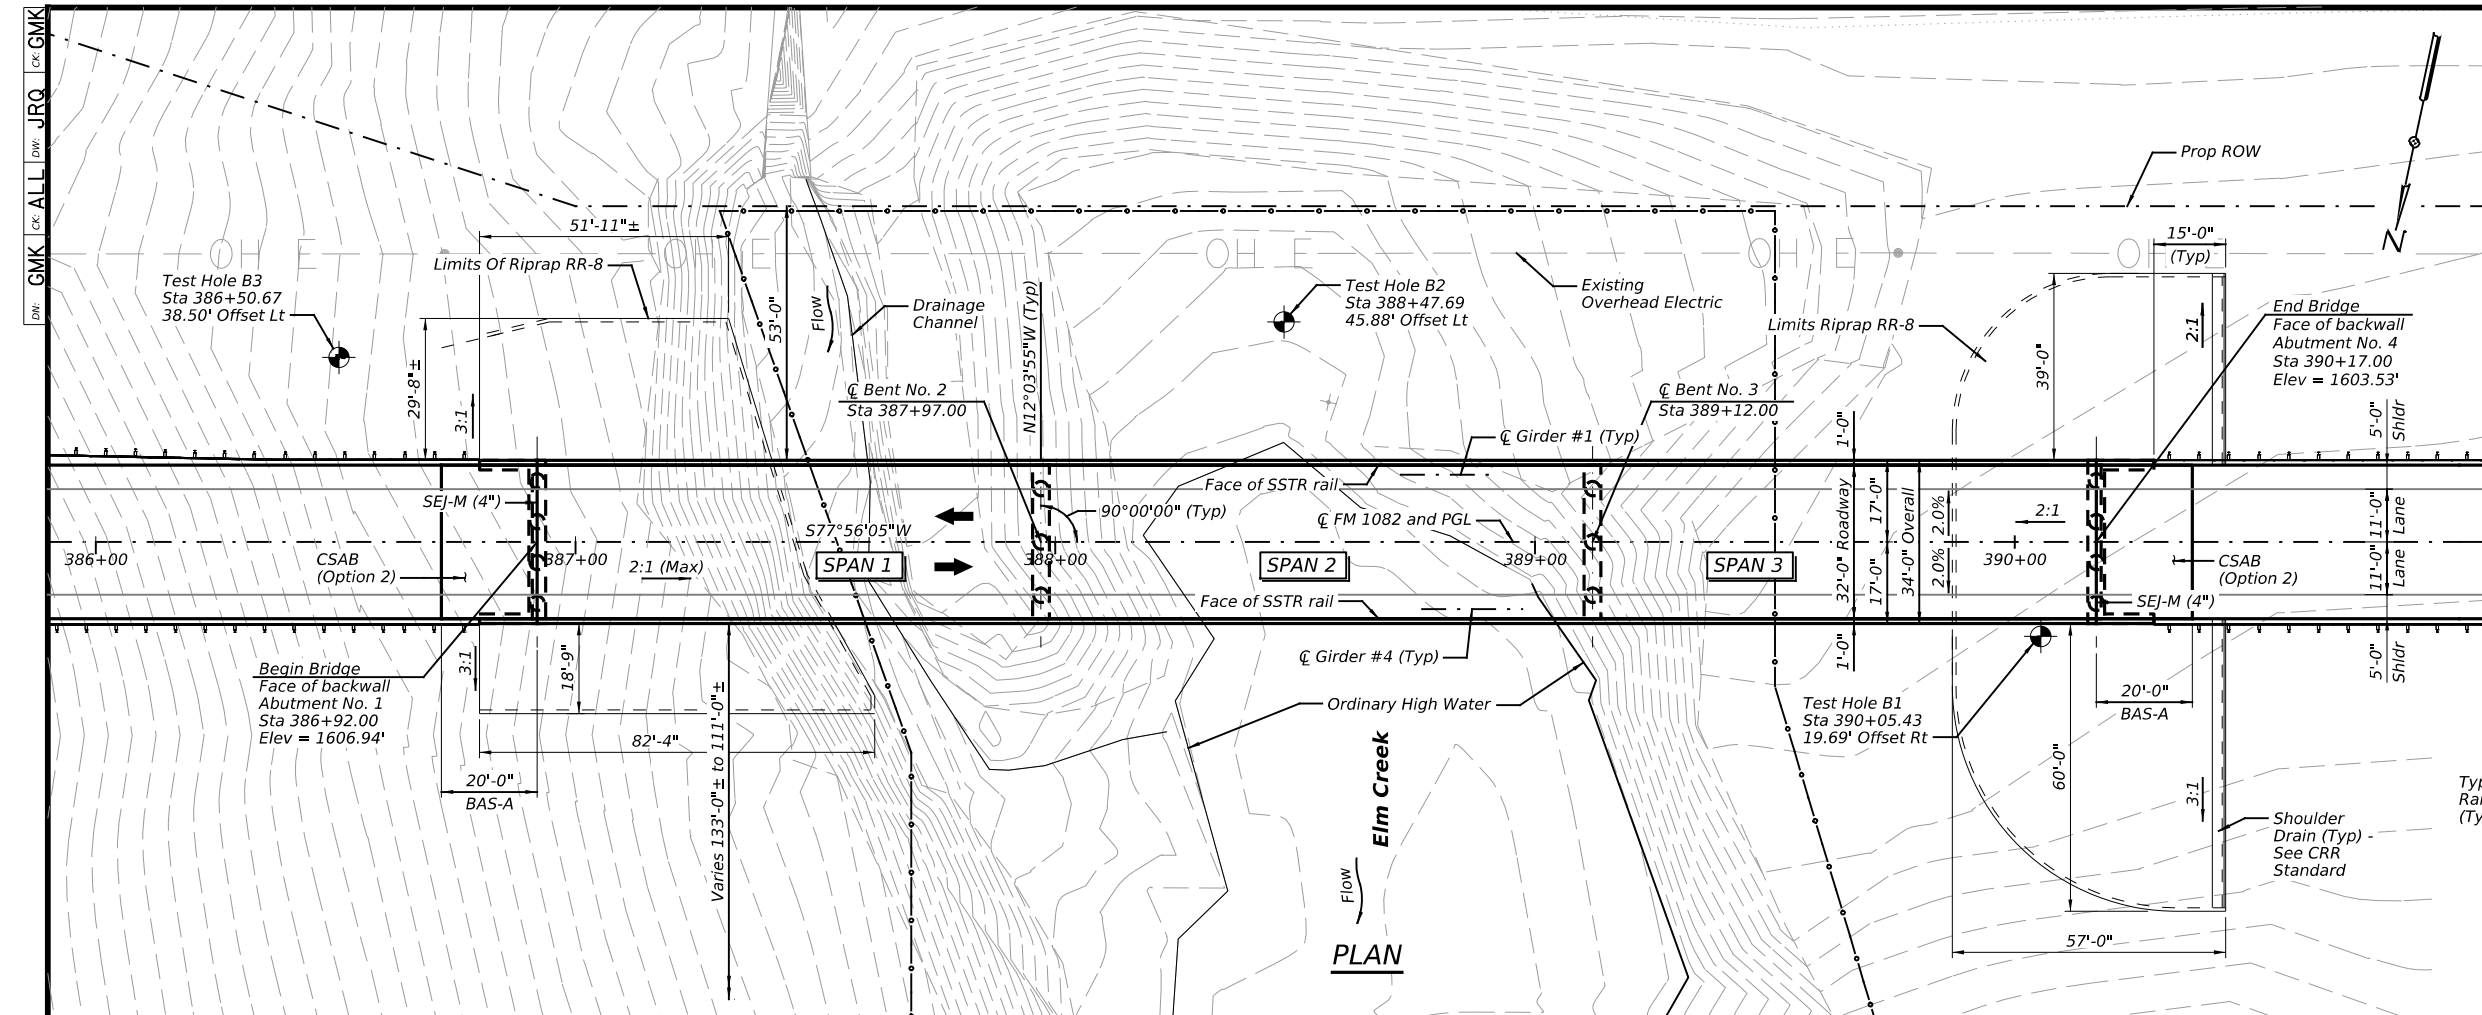 DN: GMK CK: ALL DW: JRQ CK: GMK
Test Hole B3
Sta 386+50.67
38.50' Offset Lt
51'-11"±
Limits Of Riprap RR-8
29'-8"±
3:1
53'-0"
Flow
Drainage
Channel
OHE
OHE
OHE
OHE
℄ Bent No. 2
Sta 387+97.00
N12°03'55"W (Typ)
Test Hole B2
Sta 388+47.69
45.88' Offset Lt
Existing
Overhead Electric
Prop ROW
N
15'-0"
(Typ)
Limits Riprap RR-8
39'-0"
2:1
End Bridge
Face of backwall
Abutment No. 4
Sta 390+17.00
Elev = 1603.53'
℄ Bent No. 3
Sta 389+12.00
℄ Girder #1 (Typ)
Face of SSTR rail
90°00'00" (Typ)
℄ FM 1082 and PGL
1'-0"
32'-0" Roadway
17'-0"
17'-0"
34'-0" Overall
2.0%
2.0%
1'-0"
2:1
5'-0"
Shldr
11'-0"
Lane
11'-0"
Lane
5'-0"
Shldr
SEJ-M (4")
S77°56'05"W
386+00
387+00
388+00
389+00
390+00
CSAB
(Option 2)
2:1 (Max)
SPAN 1
SPAN 2
SPAN 3
CSAB
(Option 2)
SEJ-M (4")
Face of SSTR rail
℄ Girder #4 (Typ)
Begin Bridge
Face of backwall
Abutment No. 1
Sta 386+92.00
Elev = 1606.94'
3:1
18'-9"
82'-4"
20'-0"
BAS-A
Varies 133'-0"± to 111'-0"±
Ordinary High Water
Elm Creek
Flow
Test Hole B1
Sta 390+05.43
19.69' Offset Rt
20'-0"
BAS-A
60'-0"
3:1
Shoulder
Drain (Typ) -
See CRR
Standard
57'-0"
PLAN